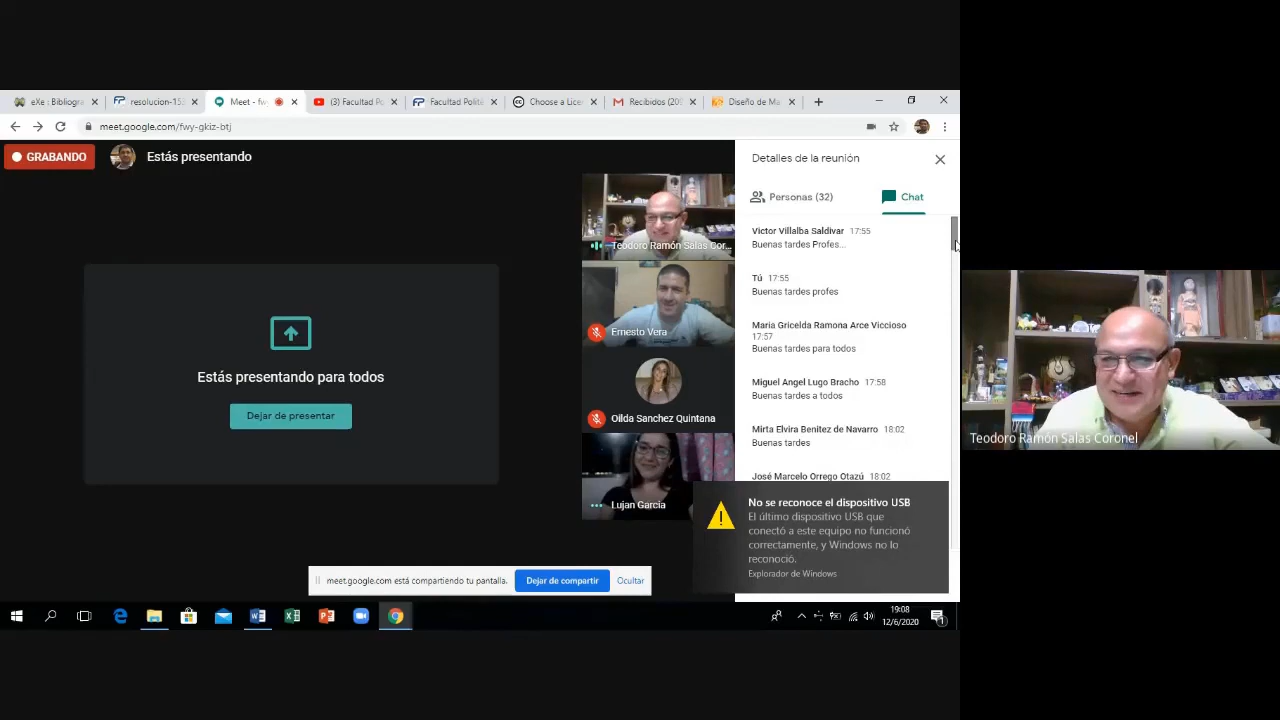 eXe : Bibliogra
resolucion-15
Meet - fw
(3) Facultad Po
Facultad Polité
Choose a Lice
Recibidos (20
Diseño de Ma
meet.google.com/fwy-gkiz-btj
GRABANDO
Estás presentando
Estás presentando para todos
Dejar de presentar
Teodoro Ramón Salas Cor...
Ernesto Vera
Oilda Sanchez Quintana
Lujan García
Detalles de la reunión
Personas (32)
Chat
Victor Villalba Saldivar 17:55
Buenas tardes Profes...
Tú 17:55
Buenas tardes profes
Maria Gricelda Ramona Arce Viccioso
17:57
Buenas tardes para todos
Miguel Angel Lugo Bracho 17:58
Buenas tardes a todos
Mirta Elvira Benitez de Navarro 18:02
Buenas tardes
José Marcelo Orrego Otazú 18:02
No se reconoce el dispositivo USB
El último dispositivo USB que
conectó a este equipo no funcionó
correctamente, y Windows no lo
reconoció.
Explorador de Windows
meet.google.com está compartiendo tu pantalla.
Dejar de compartir
Ocultar
19:08
12/6/2020
1
Teodoro Ramón Salas Coronel